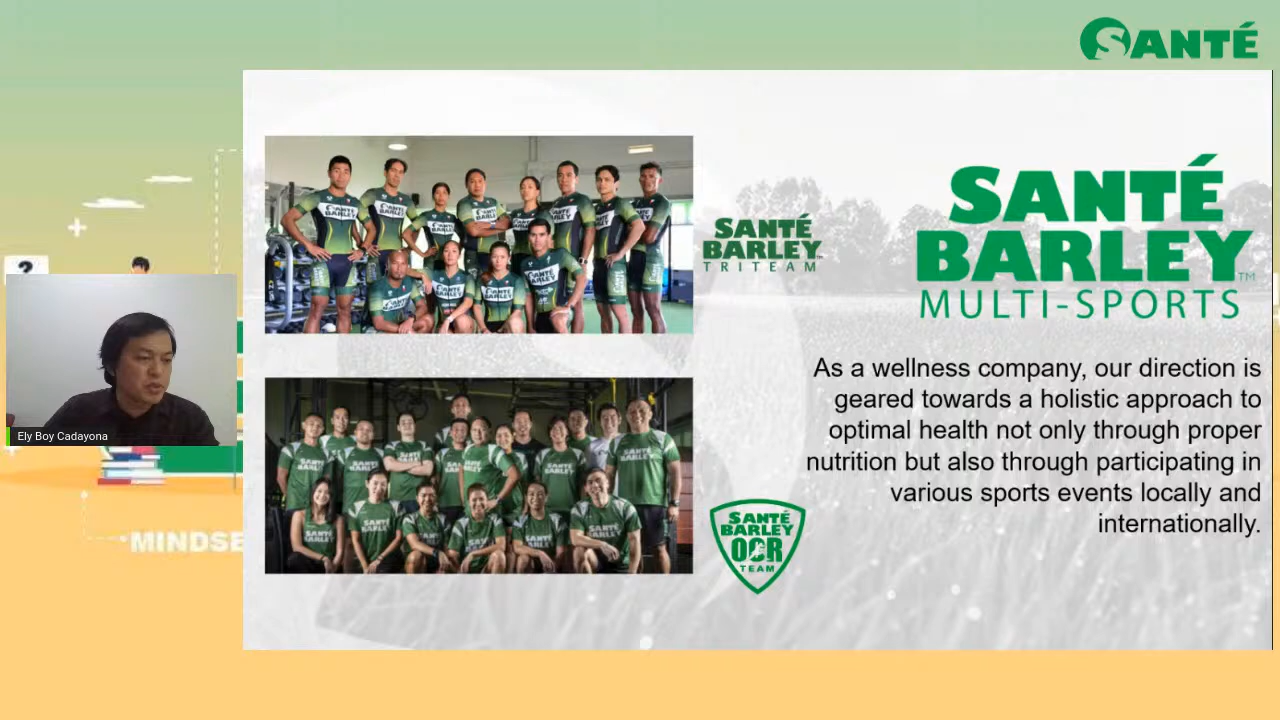 SANTÉ
SANTÉ
BARLEY
TRITEAM
SANTÉ
BARLEY™
MULTI-SPORTS
As a wellness company, our direction is
geared towards a holistic approach to
optimal health not only through proper
nutrition but also through participating in
various sports events locally and
internationally.
SANTÉ
BARLEY
OCR
TEAM
?
Ely Boy Cadayona
MINDSE